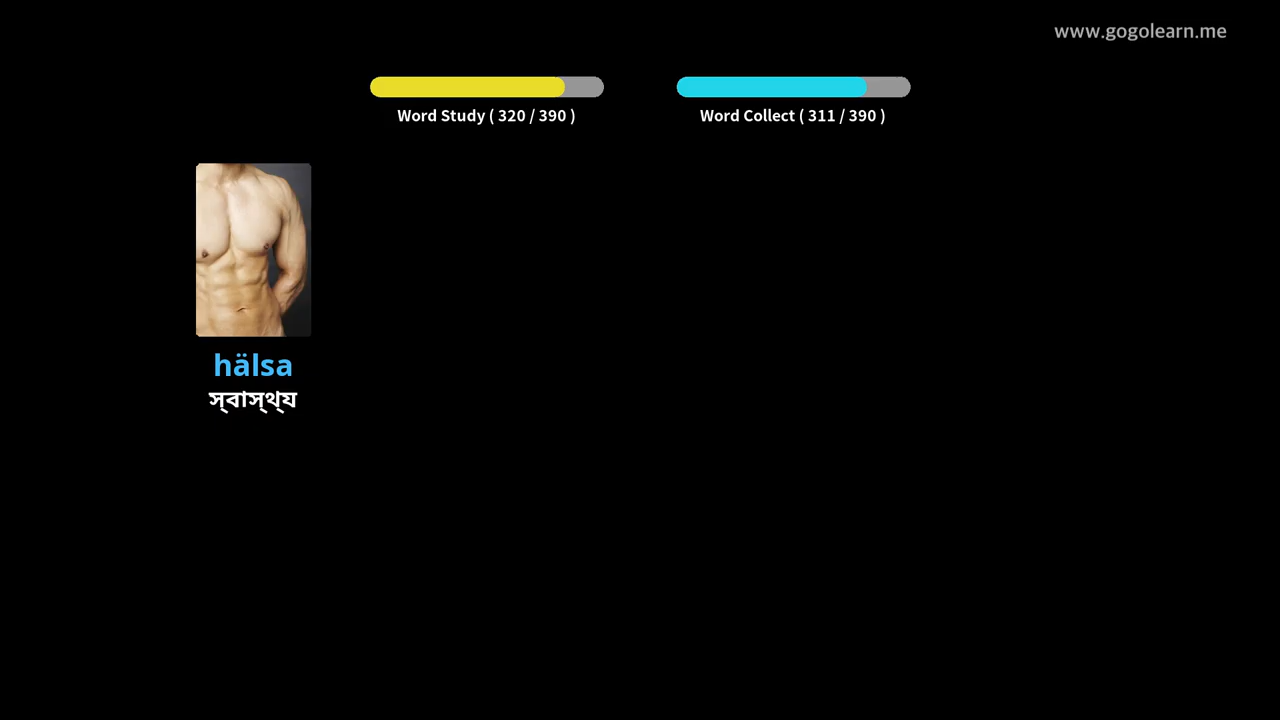 www.gogolearn.me
Word Study ( 320 / 390 )
Word Collect ( 311 / 390 )
hälsa
স্বাস্থ্য